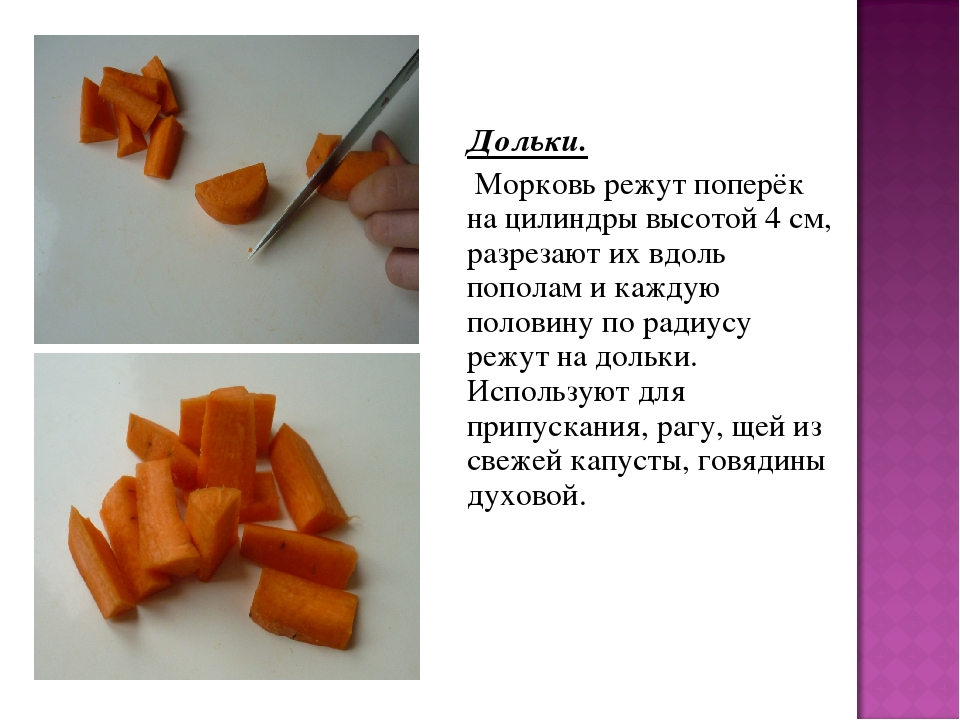 Дольки.
Морковь режут поперёк
на цилиндры высотой 4 см,
разрезают их вдоль
пополам и каждую
половину по радиусу
режут на дольки.
Используют для
припускания, рагу, щей из
свежей капусты, говядины
духовой.